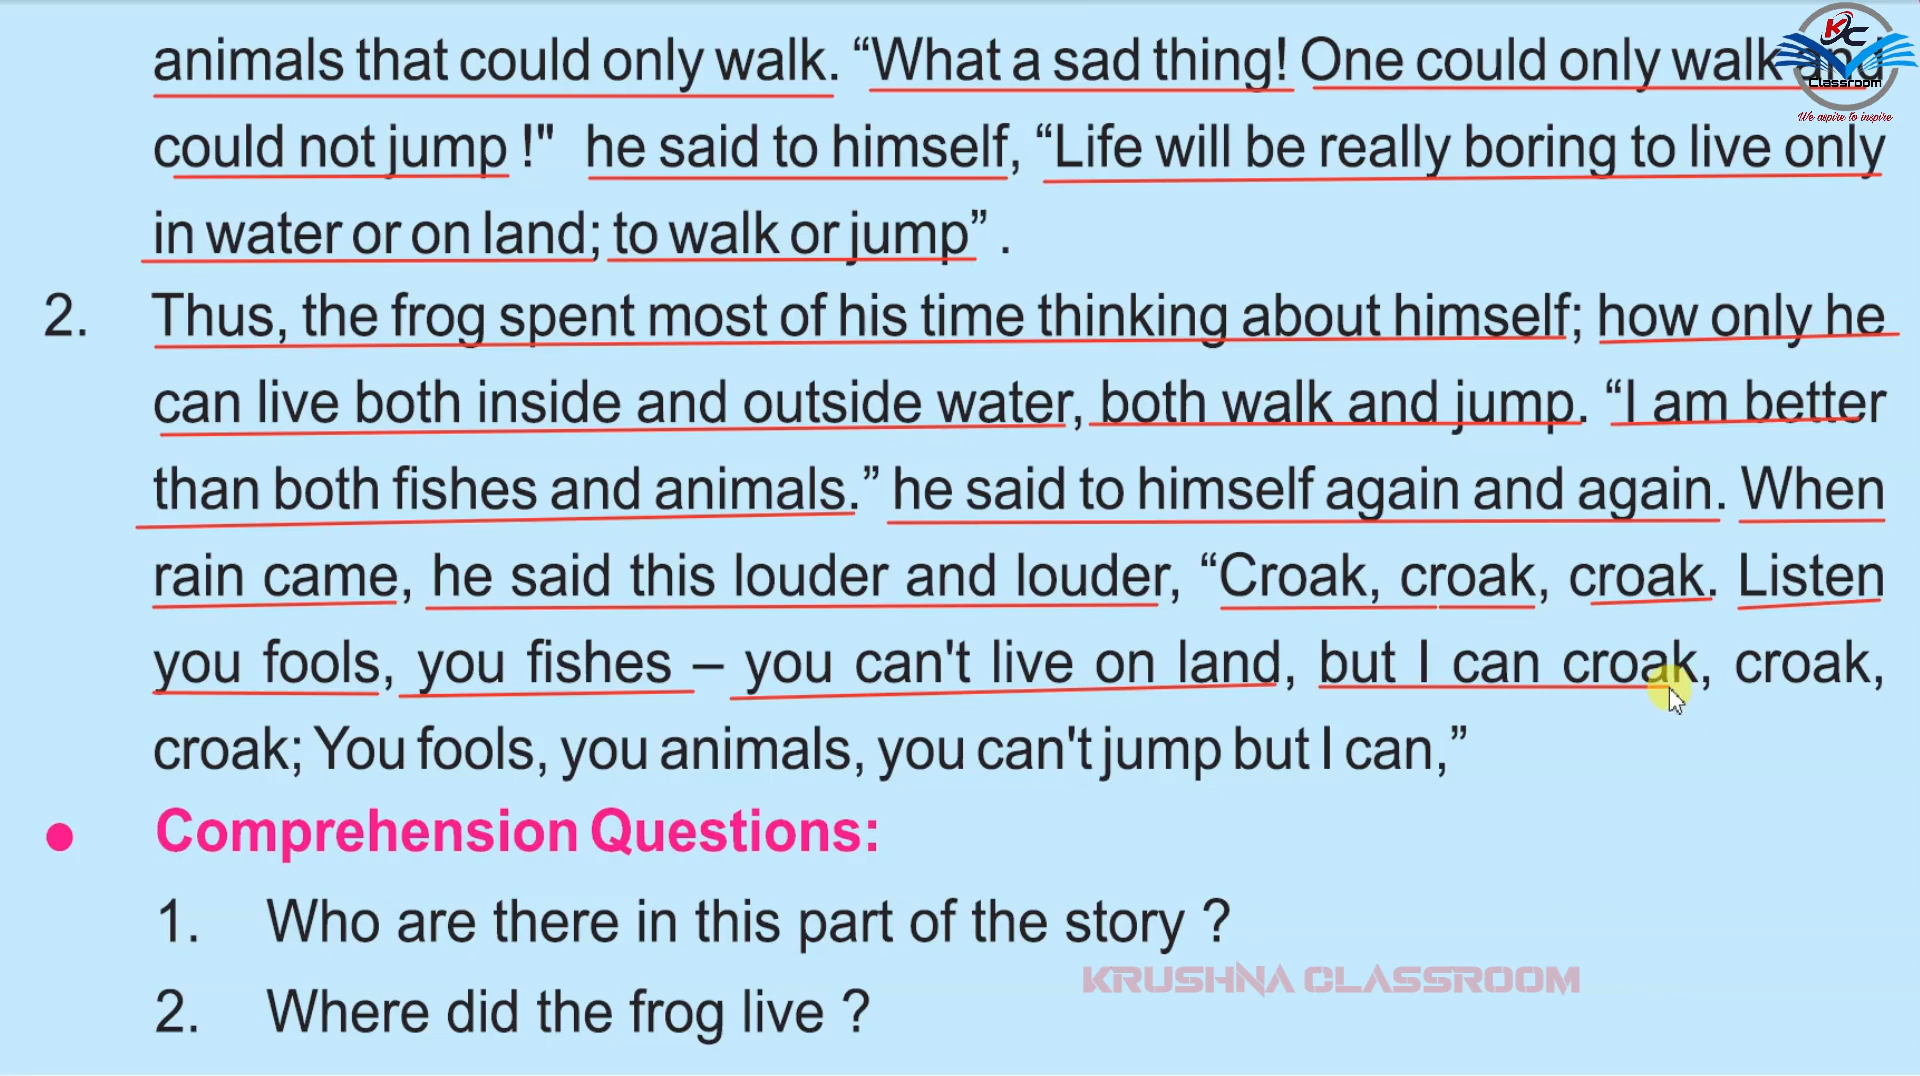 animals that could only walk. “What a sad thing! One could only walk and
could not jump !" he said to himself, “Life will be really boring to live only
in water or on land; to walk or jump” .
2. Thus, the frog spent most of his time thinking about himself; how only he
can live both inside and outside water, both walk and jump. “I am better
than both fishes and animals.” he said to himself again and again. When
rain came, he said this louder and louder, “Croak, croak, croak. Listen
you fools, you fishes – you can't live on land, but I can croak, croak,
croak; You fools, you animals, you can't jump but I can,”
● Comprehension Questions:
1. Who are there in this part of the story ?
2. Where did the frog live ?
KC
Classroom
We aspire to inspire
KRUSHNA CLASSROOM